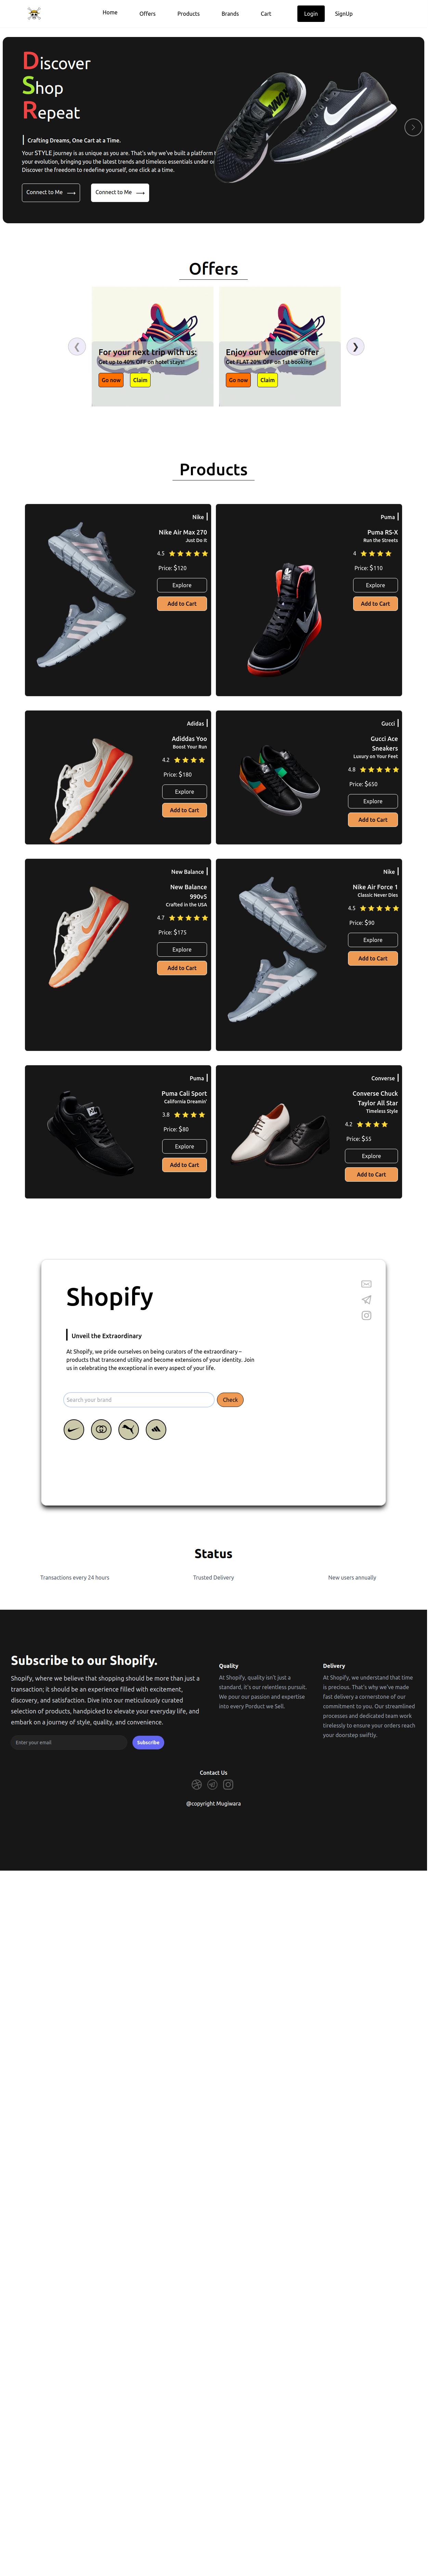 Home
Offers
Products
Brands
Cart
Login
SignUp
Discover
Shop
Repeat
Crafting Dreams, One Cart at a Time.
Your STYLE journey is as unique as you are. That's why we've built a platform
your evolution, bringing you the latest trends and timeless essentials under
Discover the freedom to redefine yourself, one click at a time.
Connect to Me
Connect to Me
Offers
For your next trip with us:
Get up to 40% OFF on hotel stays!
Go now
Claim
Enjoy our welcome offer
Get FLAT 20% OFF on 1st booking
Go now
Claim
Products
Nike
Nike Air Max 270
Just Do It
4.5
Price: $120
Explore
Add to Cart
Puma
Puma RS-X
Run the Streets
4
Price: $110
Explore
Add to Cart
Adidas
Adiddas Yoo
Boost Your Run
4.2
Price: $180
Explore
Add to Cart
Gucci
Gucci Ace
Sneakers
Luxury on Your Feet
4.8
Price: $650
Explore
Add to Cart
New Balance
New Balance
990v5
Crafted in the USA
4.7
Price: $175
Explore
Add to Cart
Nike
Nike Air Force 1
Classic Never Dies
4.5
Price: $90
Explore
Add to Cart
Puma
Puma Cali Sport
California Dreamin'
3.8
Price: $80
Explore
Add to Cart
Converse
Converse Chuck
Taylor All Star
Timeless Style
4.2
Price: $55
Explore
Add to Cart
Shopify
Unveil the Extraordinary
At Shopify, we pride ourselves on being curators of the extraordinary –
products that transcend utility and become extensions of your identity. Join
us in celebrating the exceptional in every aspect of your life.
Search your brand
Check
Status
Transactions every 24 hours
Trusted Delivery
New users annually
Subscribe to our Shopify.
Shopify, where we believe that shopping should be more than just a
transaction; it should be an experience filled with excitement,
discovery, and satisfaction. Dive into our meticulously curated
selection of products, handpicked to elevate your everyday life, and
embark on a journey of style, quality, and convenience.
Enter your email
Subscribe
Quality
At Shopify, quality isn't just a
standard, it's our relentless pursuit.
We pour our passion and expertise
into every Porduct we Sell.
Delivery
At Shopify, we understand that time
is precious. That's why we've made
fast delivery a cornerstone of our
commitment to you. Our streamlined
processes and dedicated team work
tirelessly to ensure your orders reach
your doorstep swiftly.
Contact Us
@copyright Mugiwara